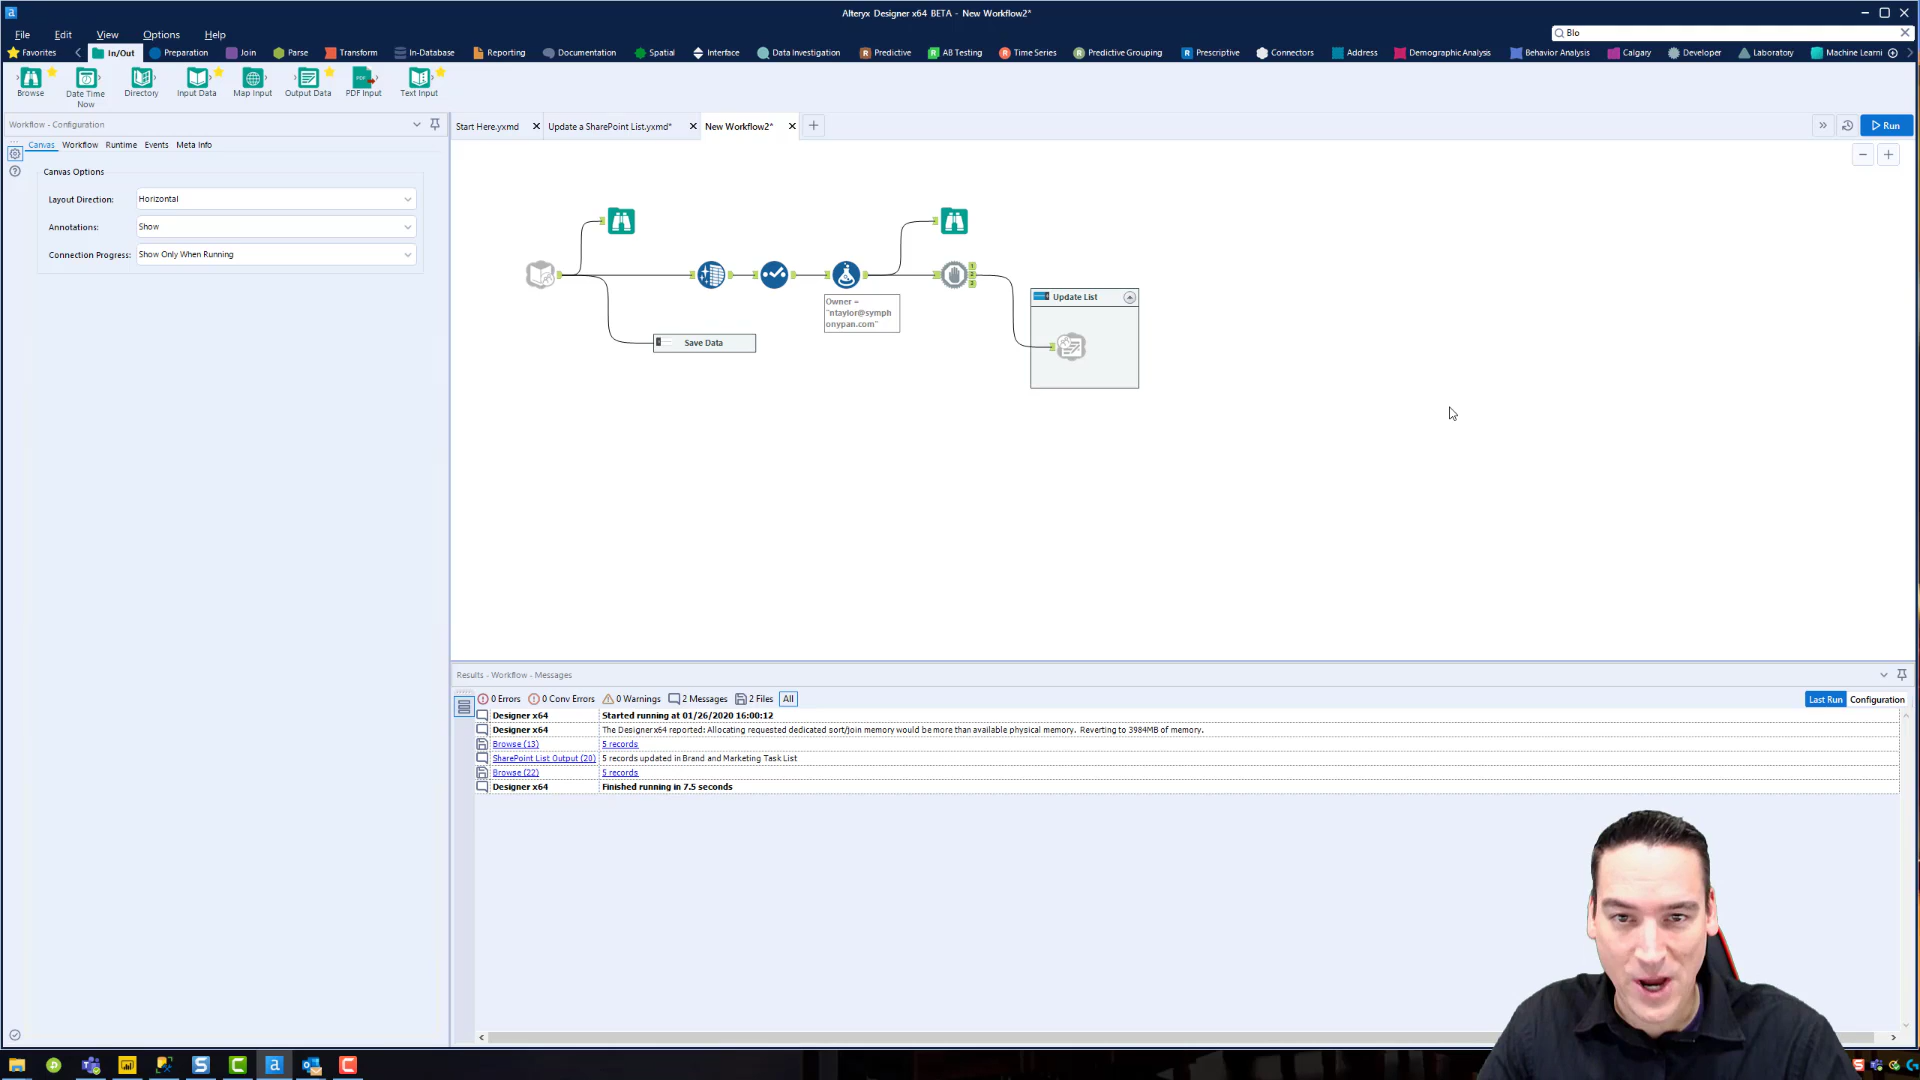 Alteryx Designer x64 BETA - New Workflow2*
File Edit View Options Help
Blo
Favorites In/Out Preparation Join Parse Transform In-Database Reporting Documentation Spatial Interface Data Investigation Predictive AB Testing Time Series Predictive Grouping Prescriptive Connectors Address Demographic Analysis Behavior Analysis Calgary Developer Laboratory Machine Learni
Browse Date Time Now Directory Input Data Map Input Output Data PDF Input Text Input
Workflow - Configuration
Start Here.yxmd Update a SharePoint List.yxmd* New Workflow2* Run
Canvas Workflow Runtime Events Meta Info
Canvas Options
Layout Direction: Horizontal
Annotations: Show
Connection Progress: Show Only When Running
1
2
3
Owner =
"ntaylor@symph
onypan.com"
Update List
Save Data
Results - Workflow - Messages
0 Errors 0 Conv Errors 0 Warnings 2 Messages 2 Files All Last Run Configuration
Designer x64 Started running at 01/26/2020 16:00:12
Designer x64 The Designer x64 reported: Allocating requested dedicated sort/join memory would be more than available physical memory. Reverting to 3984MB of memory.
Browse (13) 5 records
SharePoint List Output (20) 5 records updated in Brand and Marketing Task List
Browse (22) 5 records
Designer x64 Finished running in 7.5 seconds